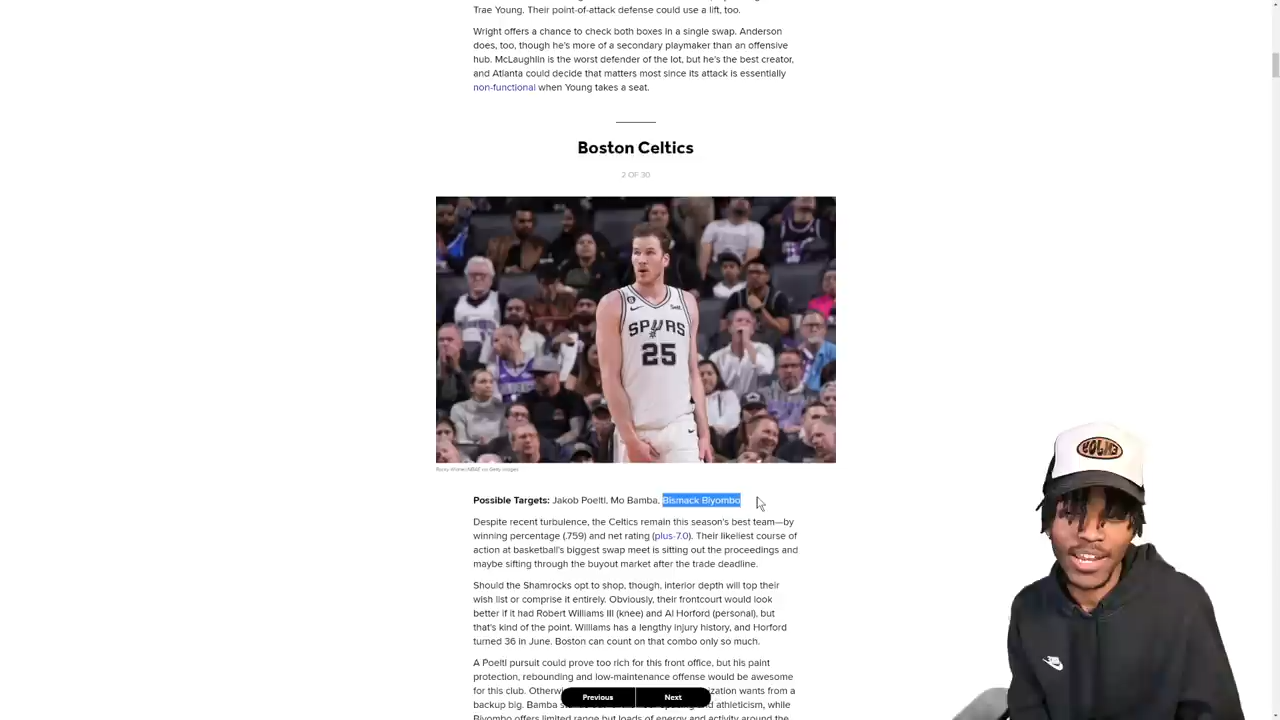 Trae Young. Their point-of-attack defense could use a lift, too.
Wright offers a chance to check both boxes in a single swap. Anderson
does, too, though he's more of a secondary playmaker than an offensive
hub. McLaughlin is the worst defender of the lot, but he's the best creator,
and Atlanta could decide that matters most since its attack is essentially
non-functional when Young takes a seat.
Boston Celtics
2 OF 30
SPURS
25
Possible Targets: Jakob Poeltl, Mo Bamba, Bismack Biyombo
Despite recent turbulence, the Celtics remain this season's best team—by
winning percentage (.759) and net rating (plus-7.0). Their likeliest course of
action at basketball's biggest swap meet is sitting out the proceedings and
maybe sifting through the buyout market after the trade deadline.
Should the Shamrocks opt to shop, though, interior depth will top their
wish list or comprise it entirely. Obviously, their frontcourt would look
better if it had Robert Williams III (knee) and Al Horford (personal), but
that's kind of the point. Williams has a lengthy injury history, and Horford
turned 36 in June. Boston can count on that combo only so much.
A Poeltl pursuit could prove too rich for this front office, but his paint
protection, rebounding and low-maintenance offense would be awesome
for this club. wants from a
Previous
Next
backup big. Bamba athleticism, while
Biyombo offers limited range but loads of energy and activity around the